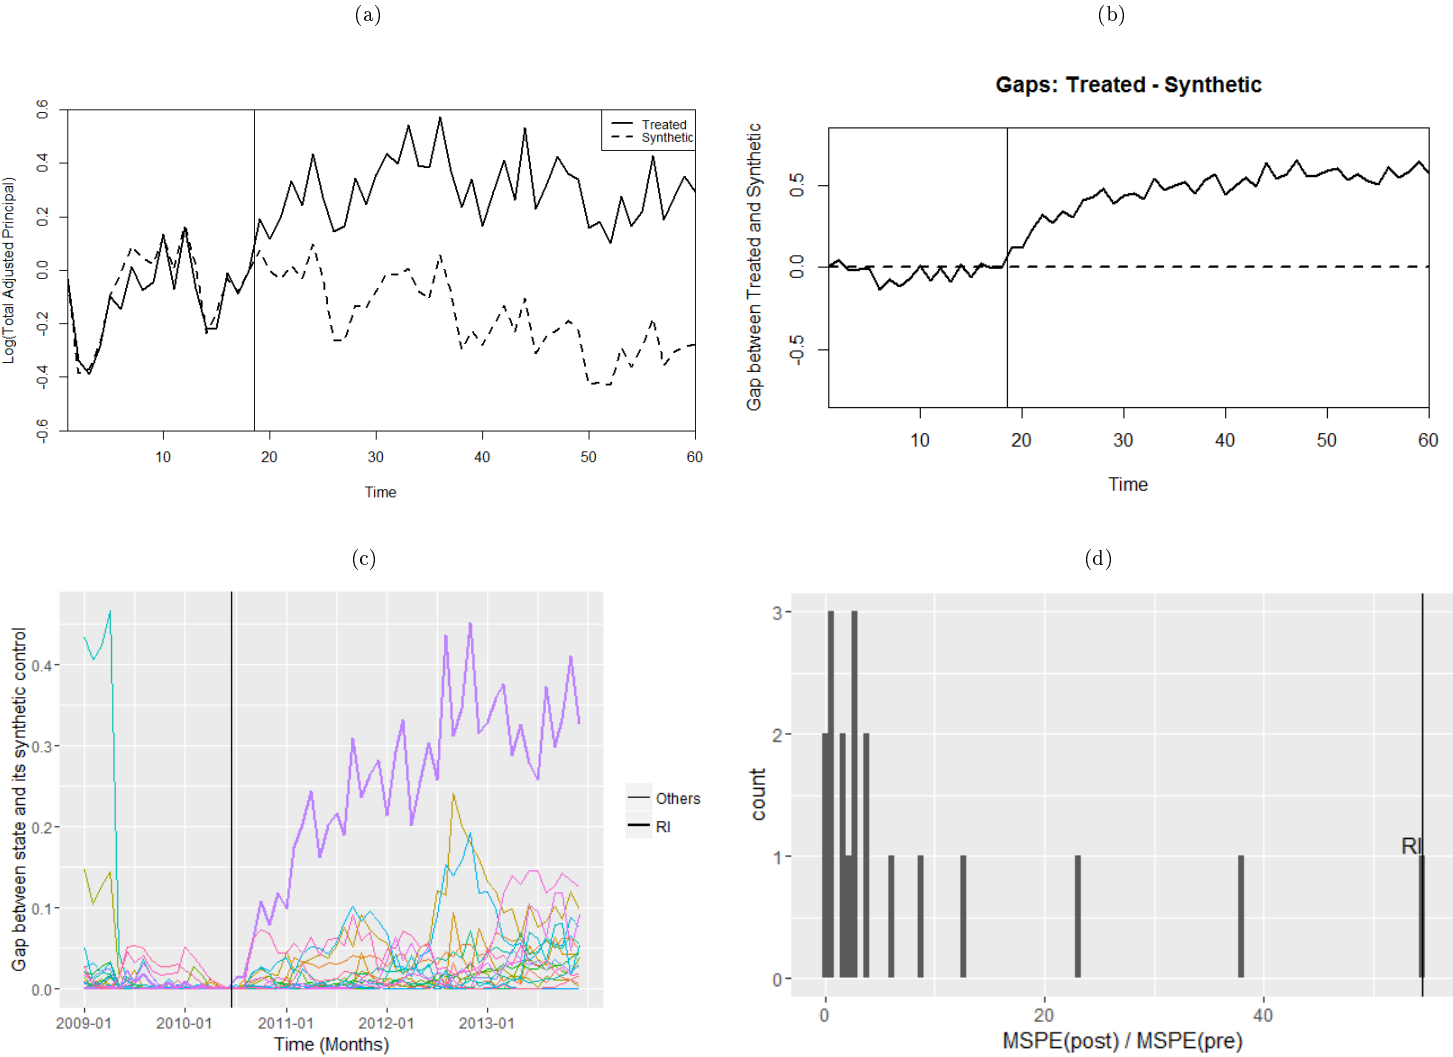 (a)
Log(Total Adjusted Principal)
0.6
0.4
0.2
0.0
-0.2
-0.4
-0.6
Treated
Synthetic
10 20 30 40 50 60
Time
(b)
Gaps: Treated - Synthetic
Gap between Treated and Synthetic
0.5
0.0
-0.5
10 20 30 40 50 60
Time
(c)
Gap between state and its synthetic control
0.4
0.3
0.2
0.1
0.0
2009-01 2010-01 2011-01 2012-01 2013-01
Time (Months)
Others
RI
(d)
count
3
2
1
0
RI
0 20 40
MSPE(post) / MSPE(pre)